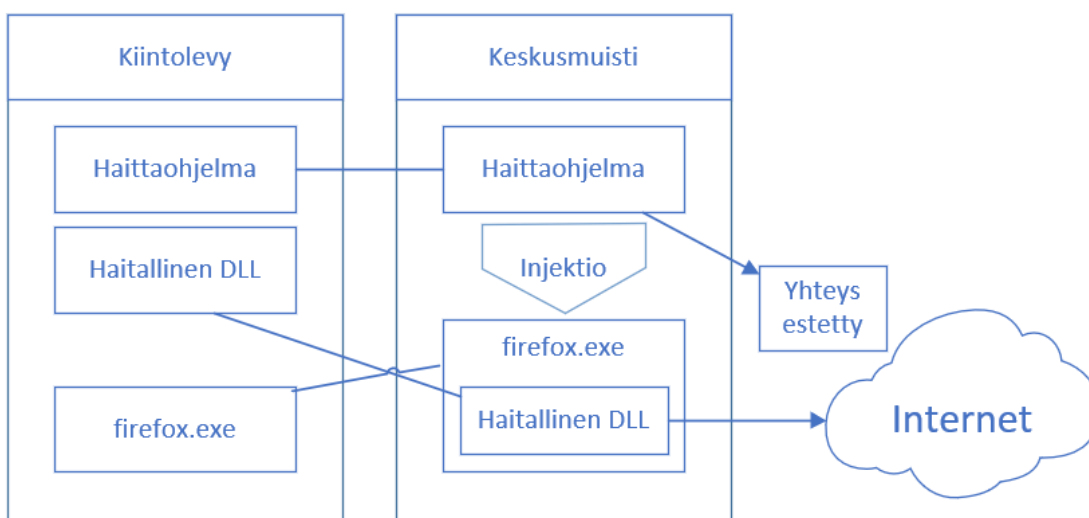 Kiintolevy
Keskusmuisti
Haittaohjelma
Haittaohjelma
Haitallinen DLL
Injektio
Yhteys
estetty
firefox.exe
firefox.exe
Haitallinen DLL
Internet